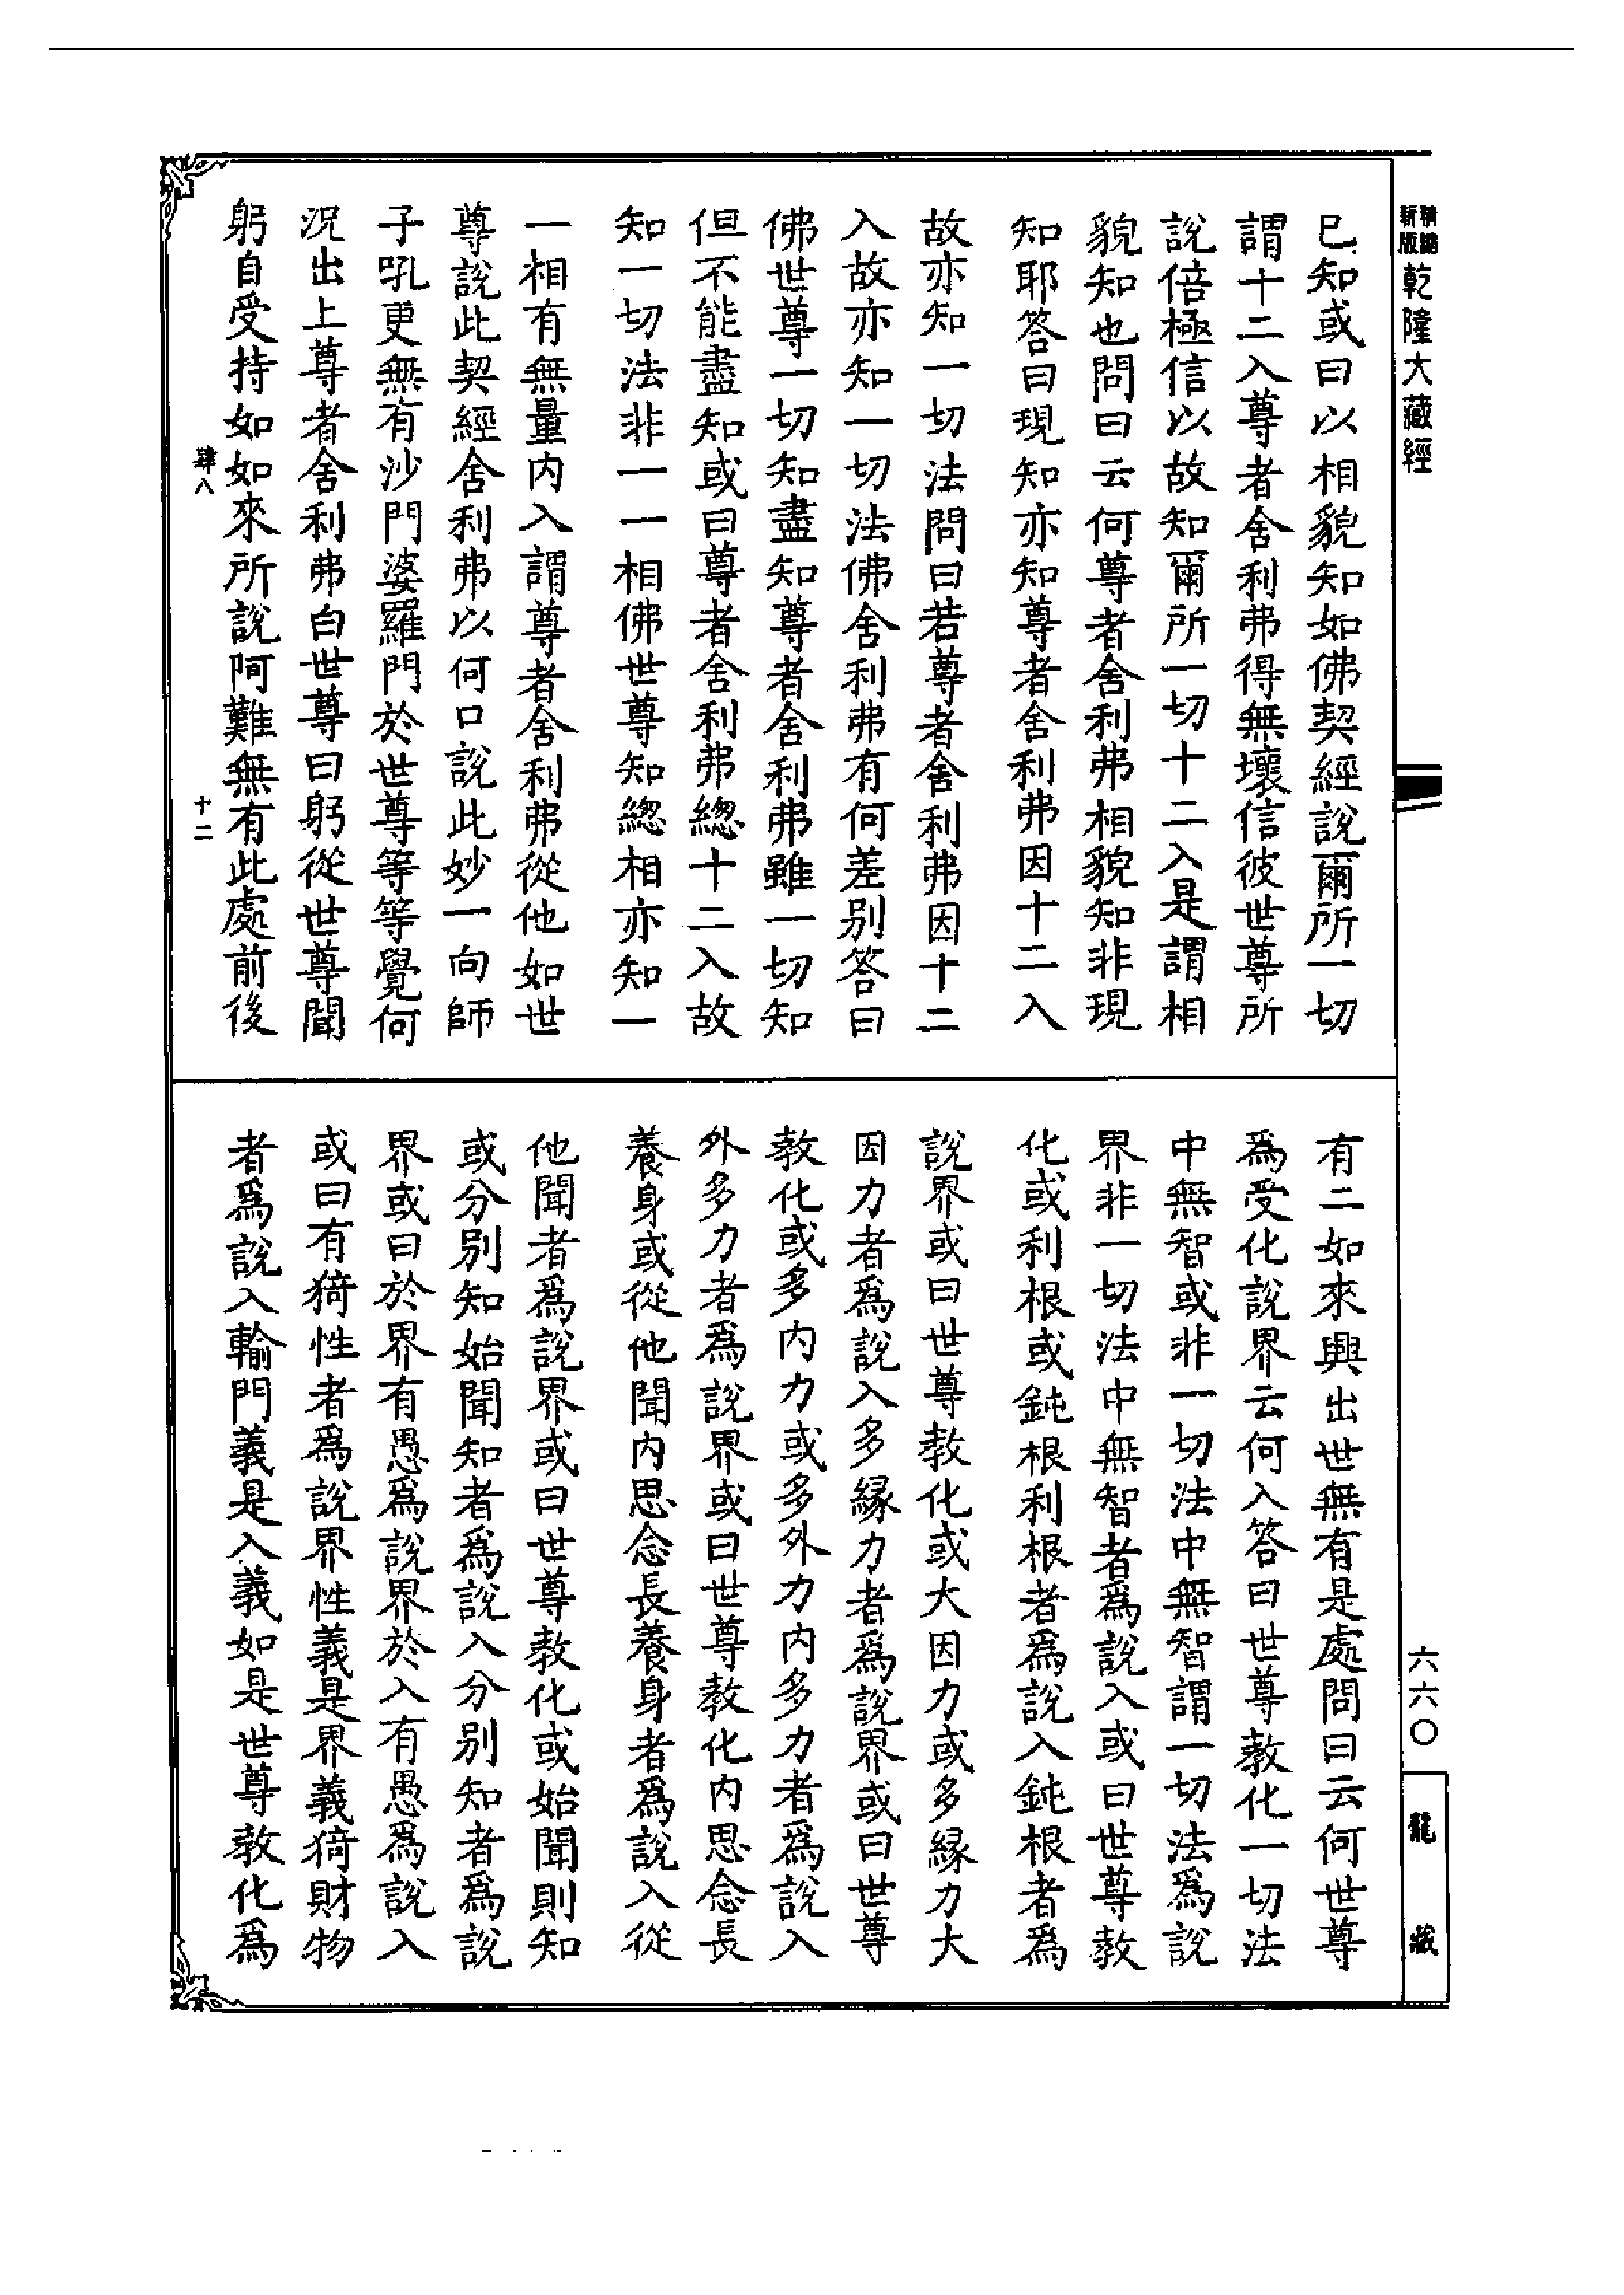 新版
精縮
乾隆大藏經
已知或曰以相貌知如佛契經說爾所一切
謂十二入尊者舍利弗得無壞信彼世尊所
說倍極信以故知爾所一切十二入是謂相
貌知也問曰云何尊者舍利弗相貌知非現
知耶答曰現知亦知尊者舍利弗因十二入
故亦知一切法問曰若尊者舍利弗因十二
入故亦知一切法佛舍利弗有何差別答曰
佛世尊一切知盡知尊者舍利弗雖一切知
但不能盡知或曰尊者舍利弗總十二入故
知一切法非一一相佛世尊知總相亦知一
一相有無量內入謂尊者舍利弗從他如世
尊說此契經舍利弗以何口說此妙一向師
子吼更無有沙門婆羅門於世尊等等覺何
況出上尊者舍利弗白世尊曰躬從世尊聞
躬自受持如如來所說阿難無有此處前後
肆八
十二
有二如來興出世無有是處問曰云何世尊
為受化說界云何入答曰世尊教化一切法
中無智或非一切法中無智謂一切法為說
界非一切法中無智者為說入或曰世尊教
化或利根或鈍根利根者為說入鈍根者為
說界或曰世尊教化或大因力或多緣力大
因力者為說入多緣力者為說界或曰世尊
教化或多內力或多外力內多力者為說入
外多力者為說界或曰世尊教化內思念長
養身或從他聞內思念長養身者為說入從
他聞者為說界或曰世尊教化或始聞則知
或分別知始聞知者為說入分別知者為說
界或曰於界有愚為說界於入有愚為說入
或曰有猗性者為說界性義是界義猗財物
者為說入輸門義是入義如是世尊教化為
六六〇
龍藏